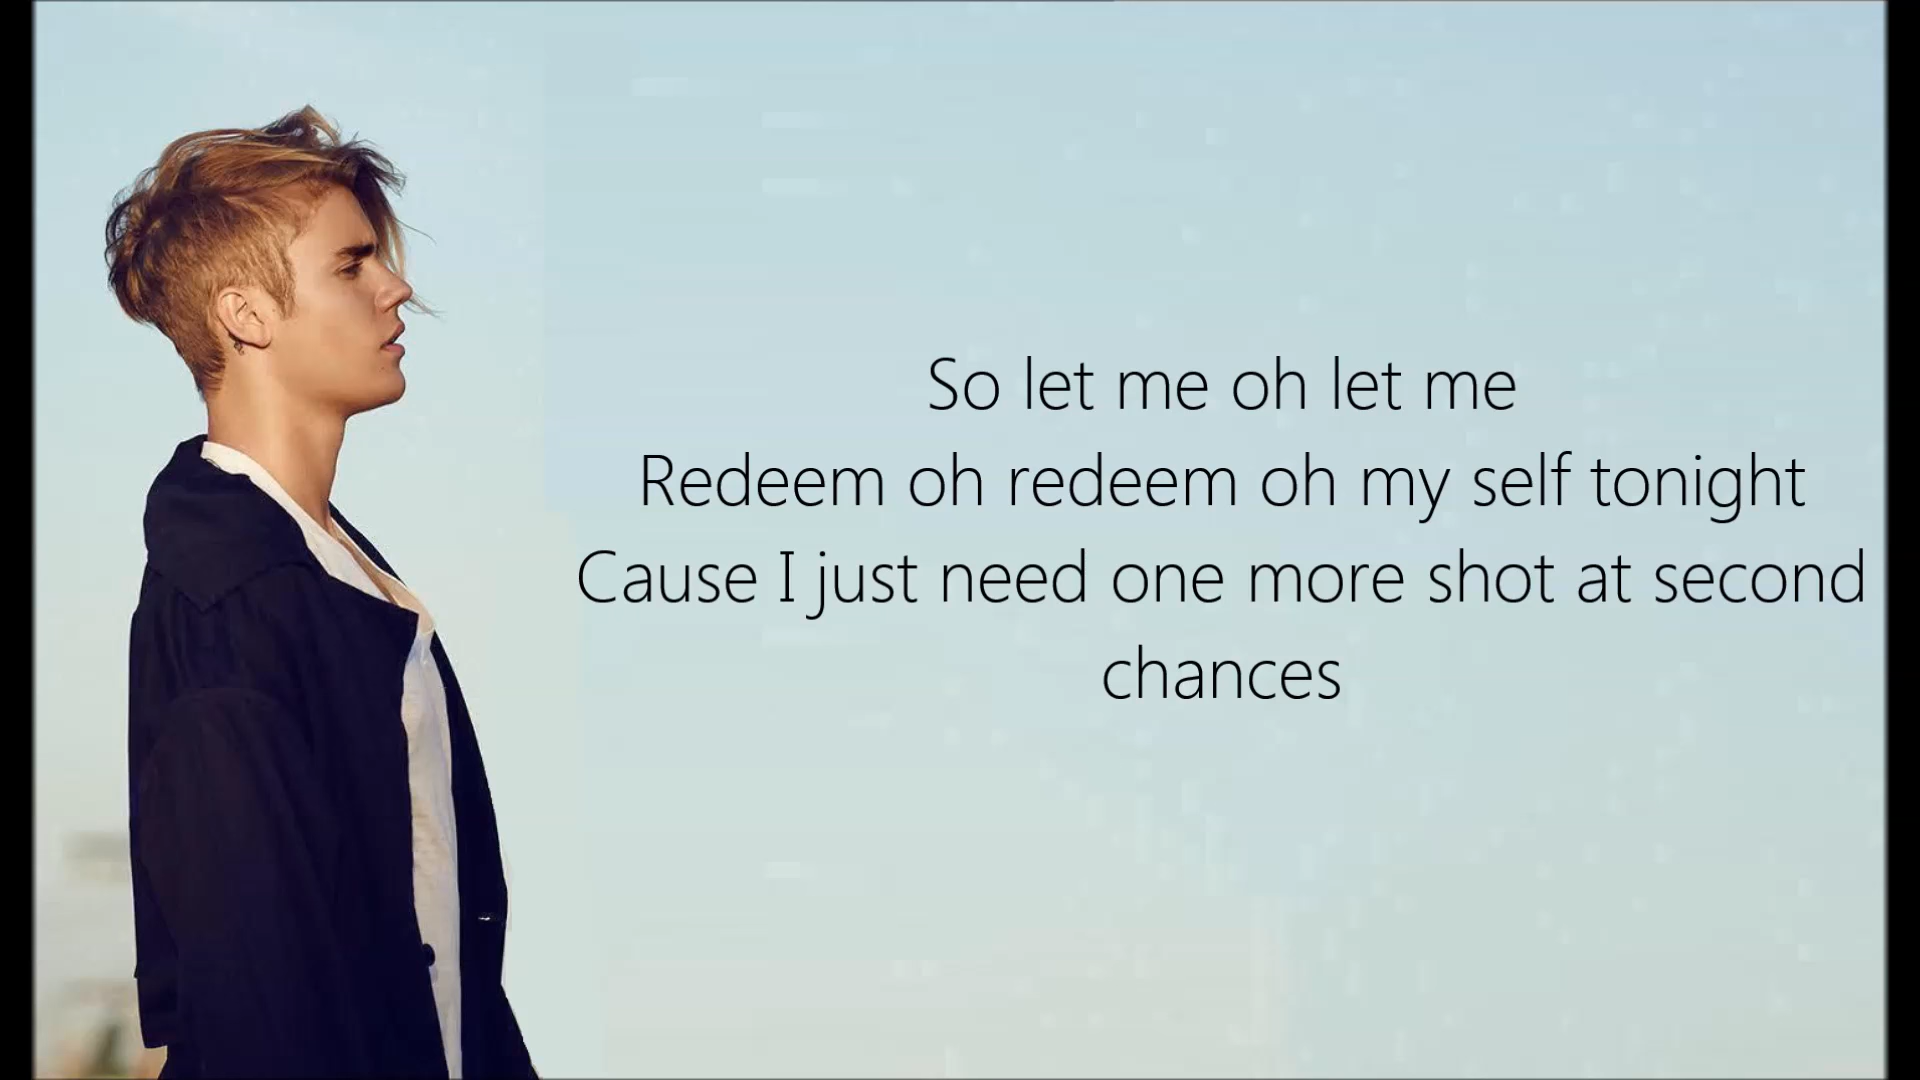 So let me oh let me
Redeem oh redeem oh my self tonight
Cause I just need one more shot at second
chances